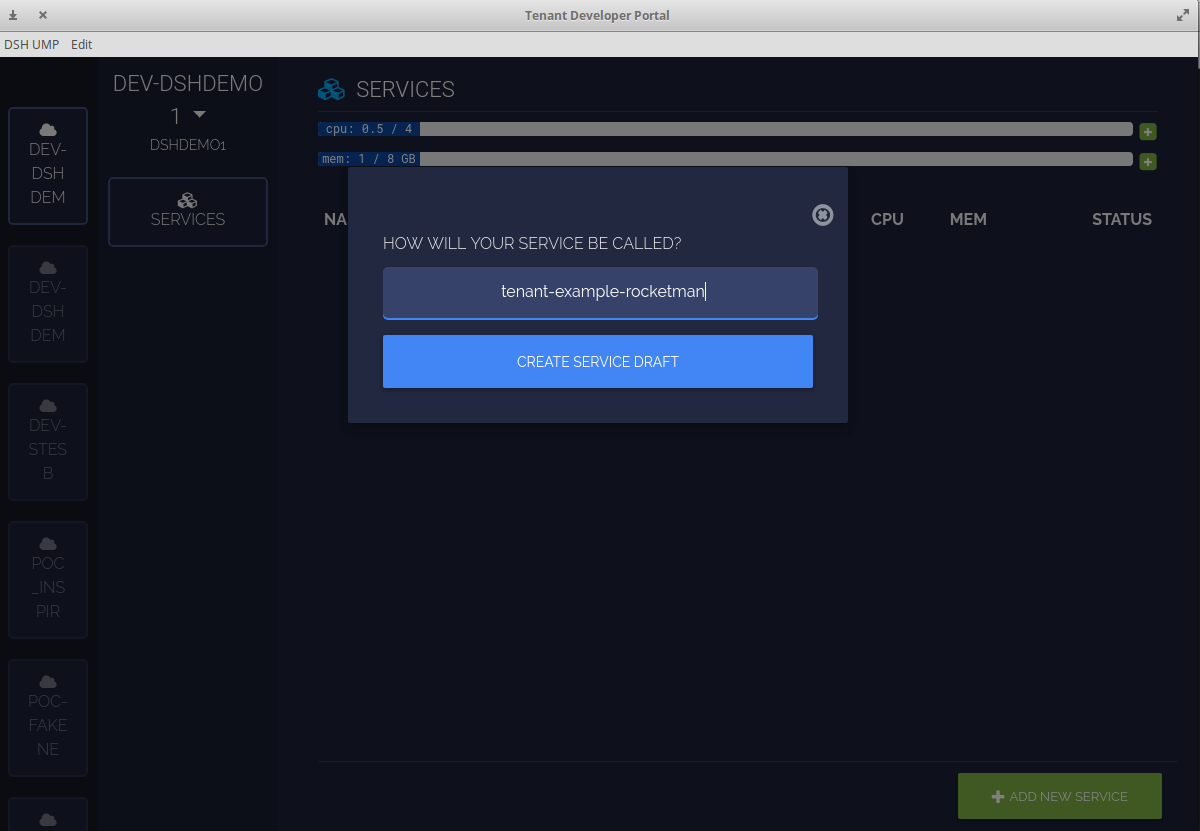 Tenant Developer Portal
DSH UMP Edit
DEV-
DSH
DEM
DEV-
DSH
DEM
DEV-
STES
B
POC
_INS
PIR
POC-
FAKE
NE
DEV-DSHDEMO
1
DSHDEMO1
SERVICES
SERVICES
cpu: 0.5 / 4
mem: 1 / 8 GB
NA CPU MEM STATUS
HOW WILL YOUR SERVICE BE CALLED?
tenant-example-rocketman
CREATE SERVICE DRAFT
ADD NEW SERVICE